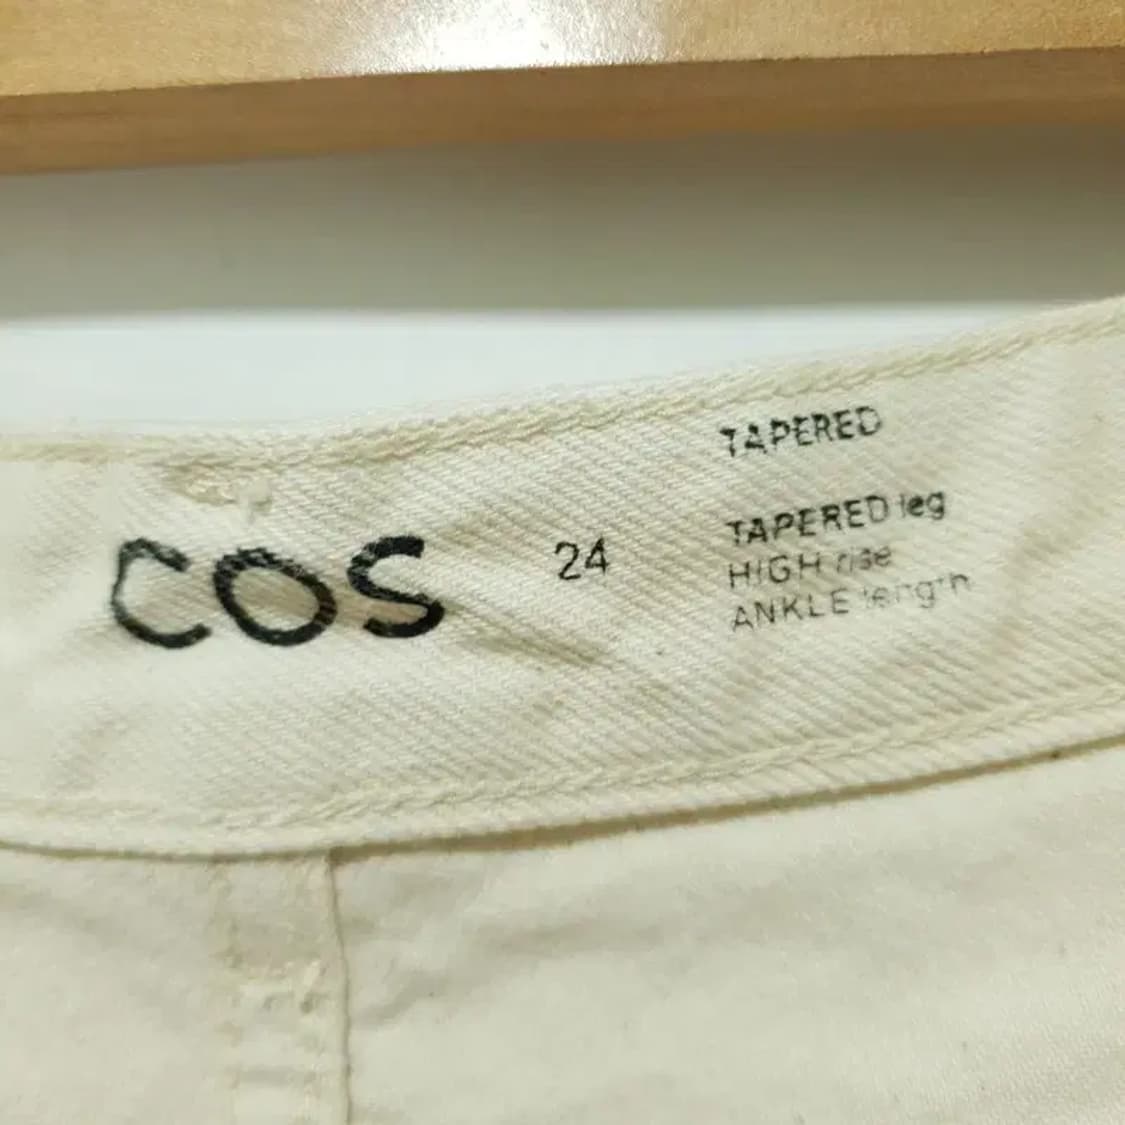 COS
24
TAPERED
TAPERED leg
HIGH rise
ANKLE length